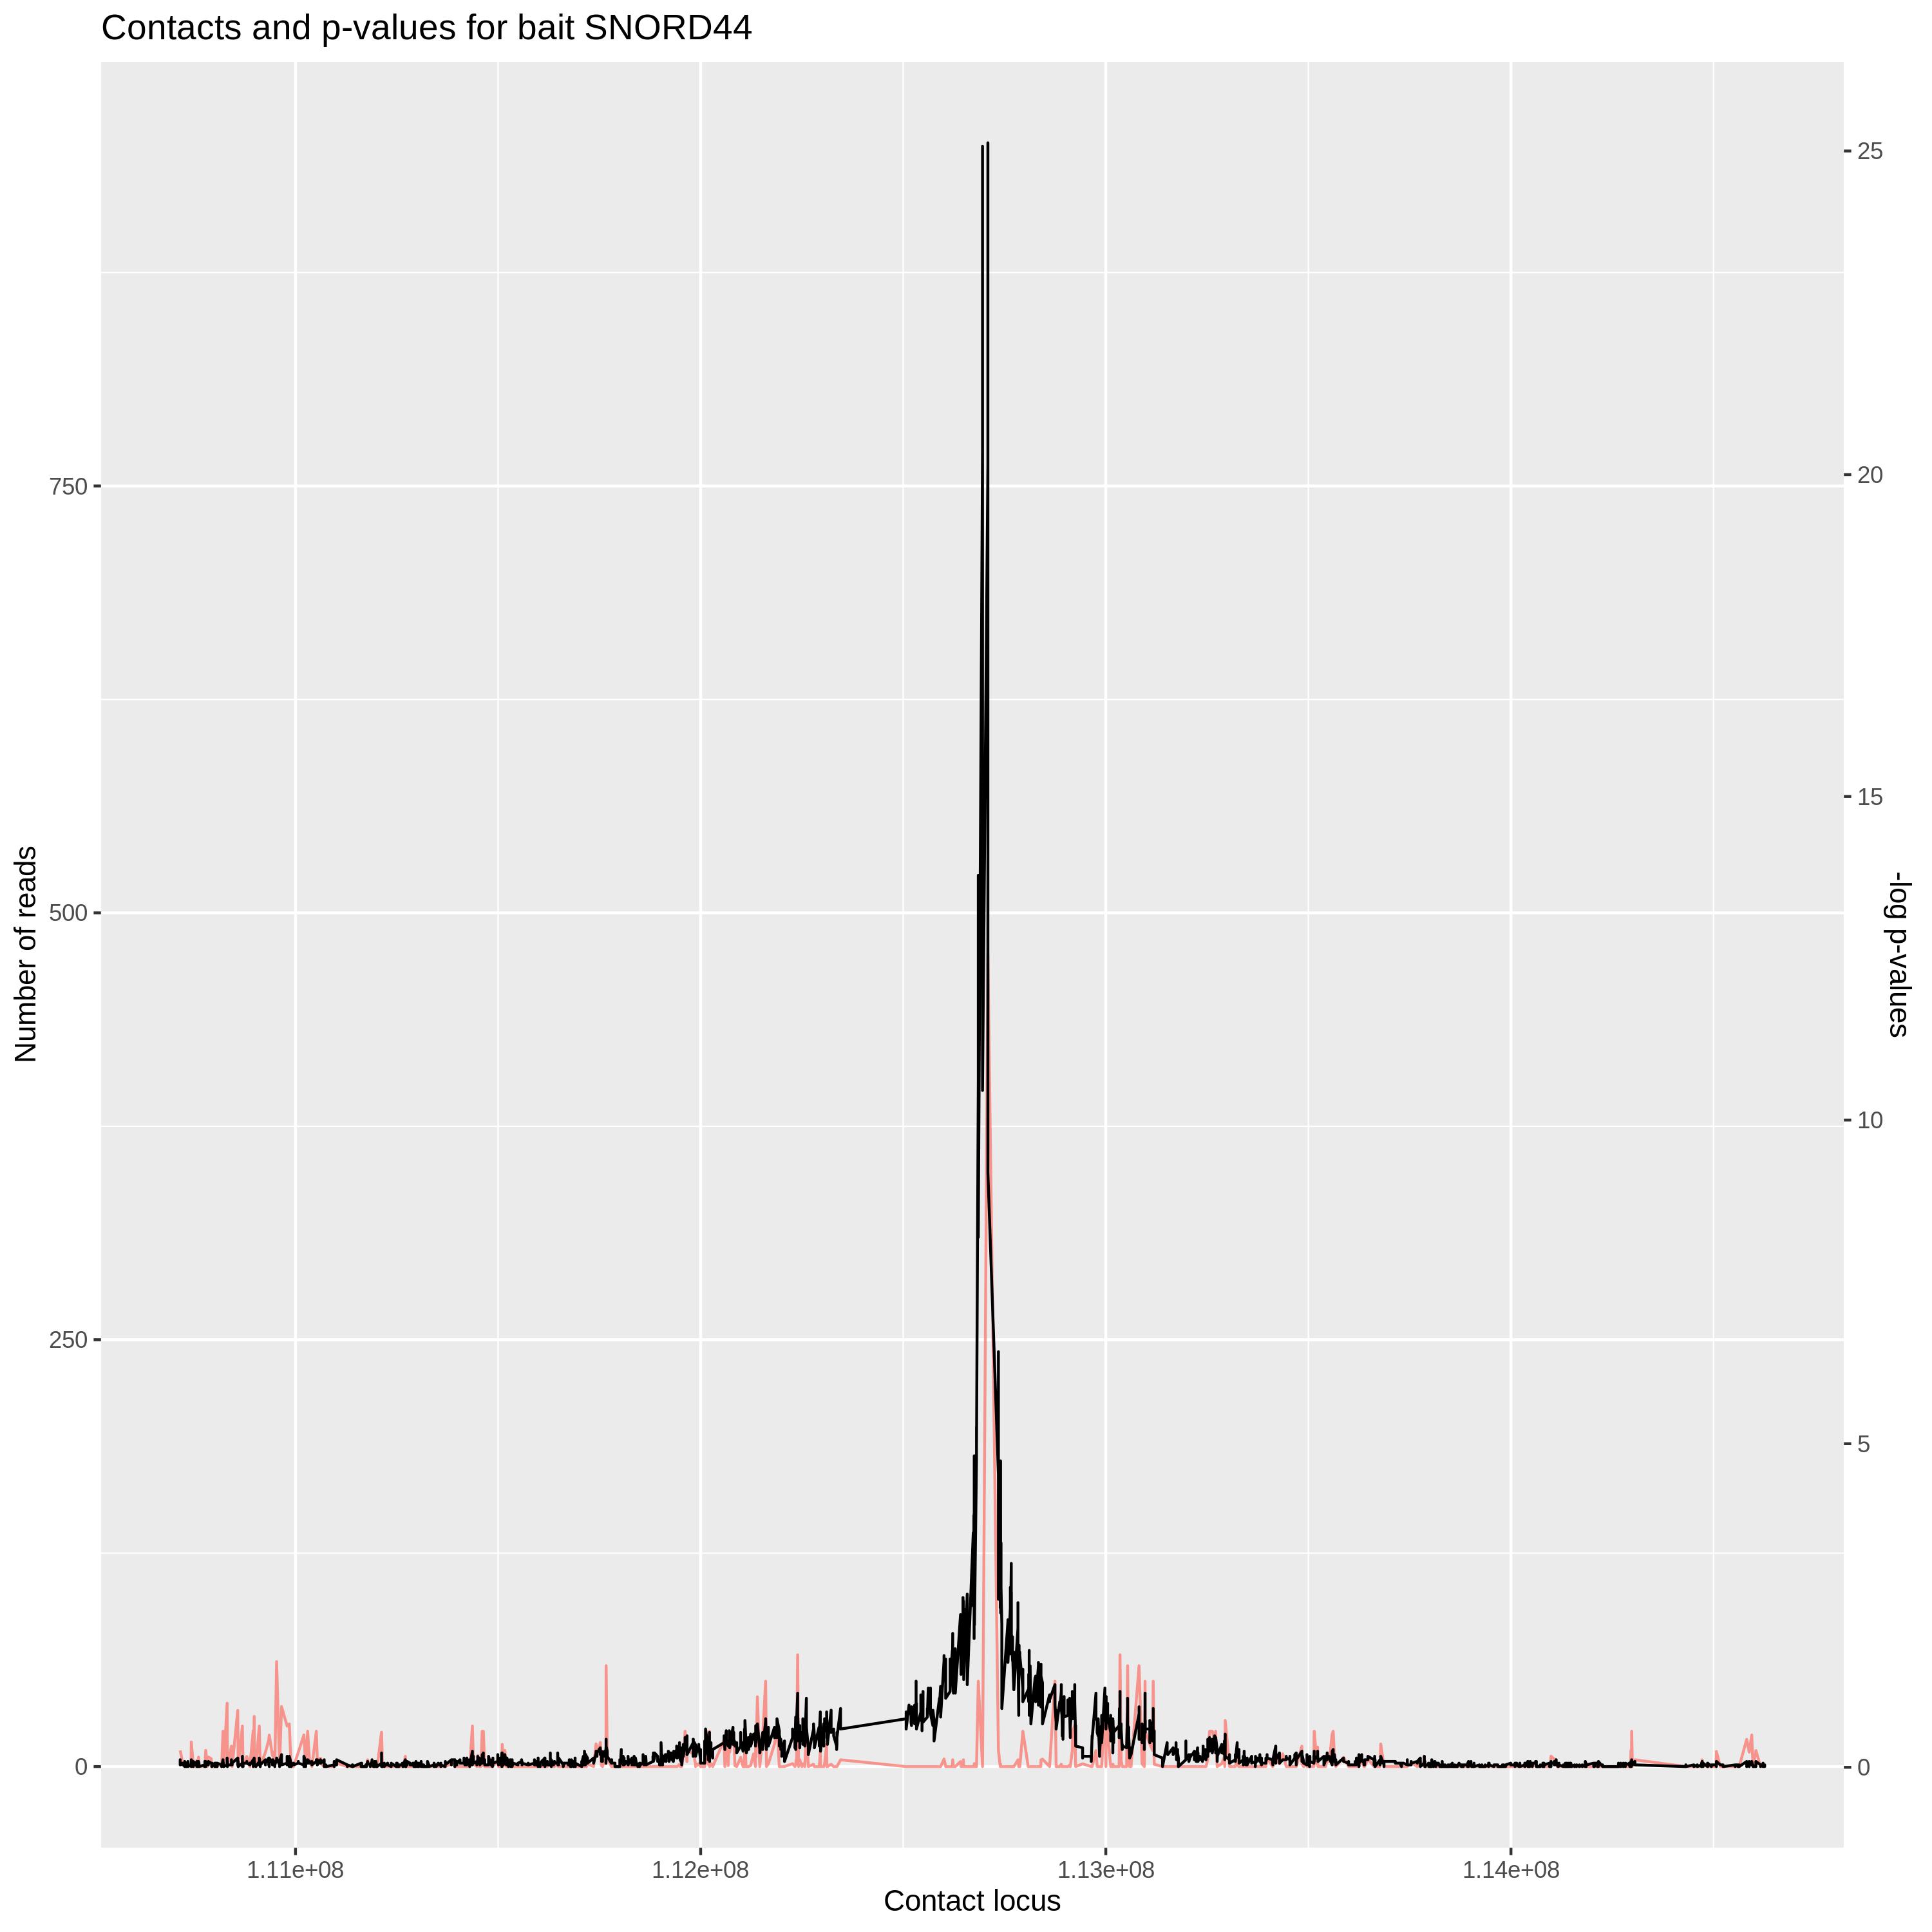 Contacts and p-values for bait SNORD44
25
750
20
15
500
Number of reads
-log p-values
10
250
5
0
0
1.11e+08
1.12e+08
1.13e+08
1.14e+08
Contact locus